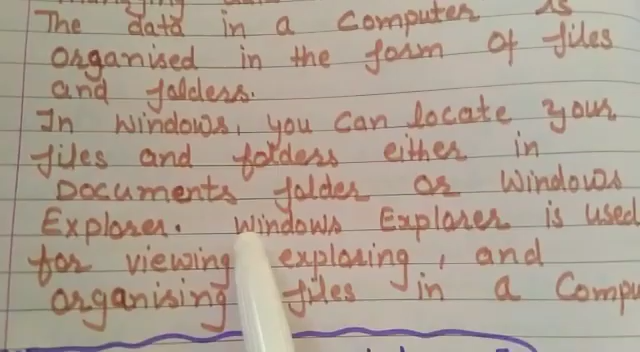 The data in a Computer is
organised in the form of files
and folders.
In Windows, you can locate your
files and folders either in
Documents folder or Windows
Explorer. Windows Explorer is used
for viewing exploring, and
organising files in a Compu